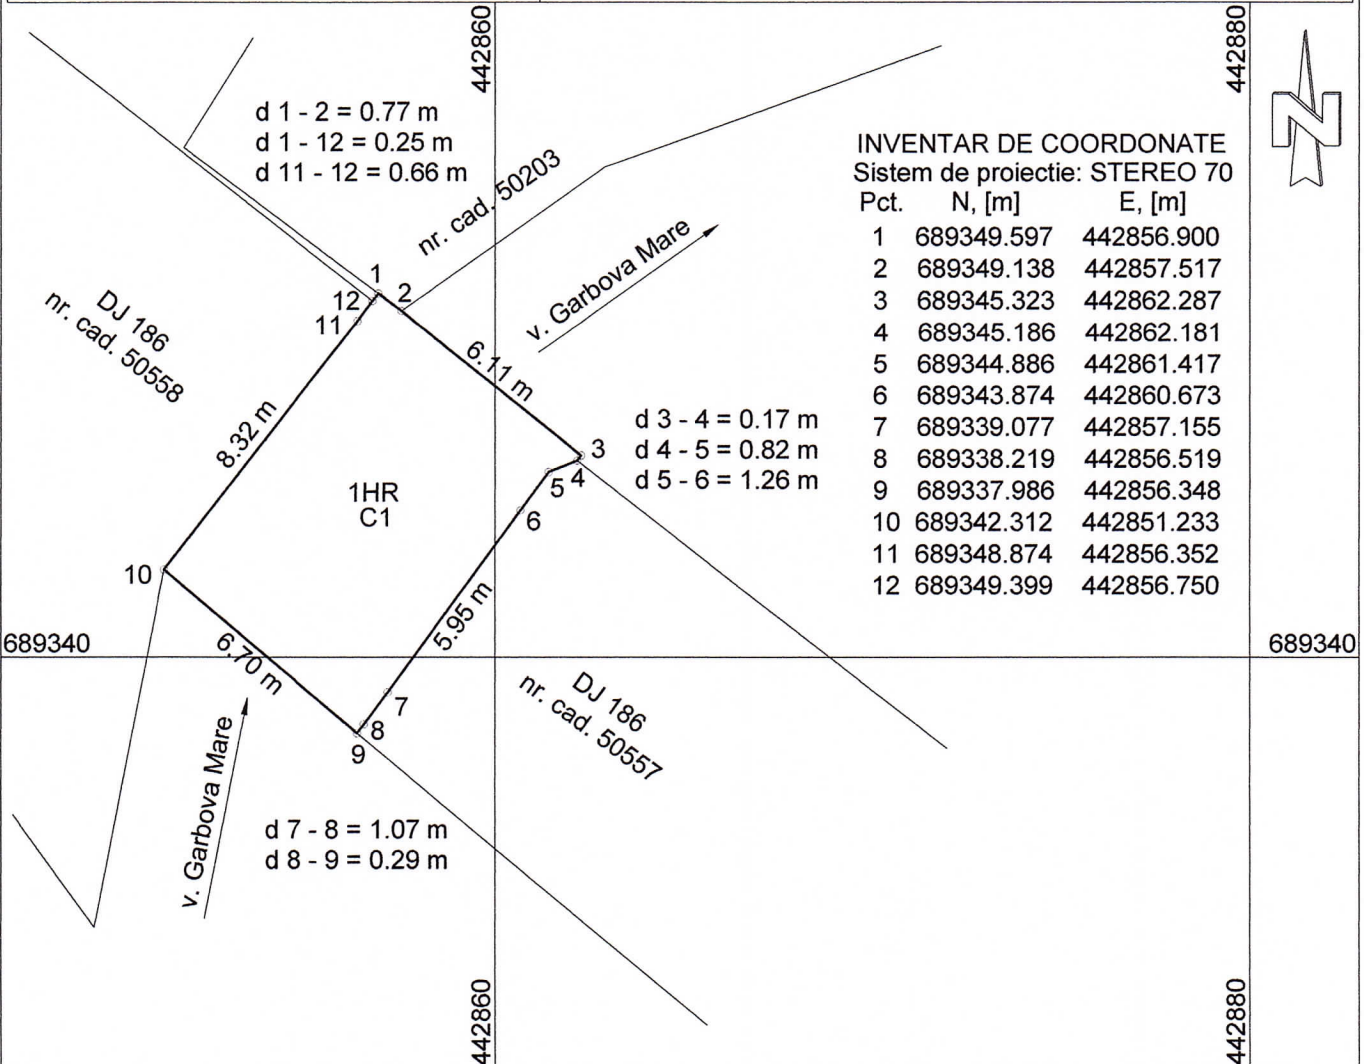 442860
442880
d 1 - 2 = 0.77 m
d 1 - 12 = 0.25 m
d 11 - 12 = 0.66 m
nr. cad. 50203
N
INVENTAR DE COORDONATE
Sistem de proiectie: STEREO 70
Pct. N, [m] E, [m]
1 689349.597 442856.900
2 689349.138 442857.517
3 689345.323 442862.287
4 689345.186 442862.181
5 689344.886 442861.417
6 689343.874 442860.673
7 689339.077 442857.155
8 689338.219 442856.519
9 689337.986 442856.348
10 689342.312 442851.233
11 689348.874 442856.352
12 689349.399 442856.750
v. Garbova Mare
1
2
12
11
DJ 186
nr. cad. 50558
6.11 m
8.32 m
d 3 - 4 = 0.17 m
d 4 - 5 = 0.82 m
d 5 - 6 = 1.26 m
3
4
5
6
1HR
C1
10
5.95 m
689340
689340
6.70 m
7
8
9
DJ 186
nr. cad. 50557
v. Garbova Mare
d 7 - 8 = 1.07 m
d 8 - 9 = 0.29 m
442860
442880